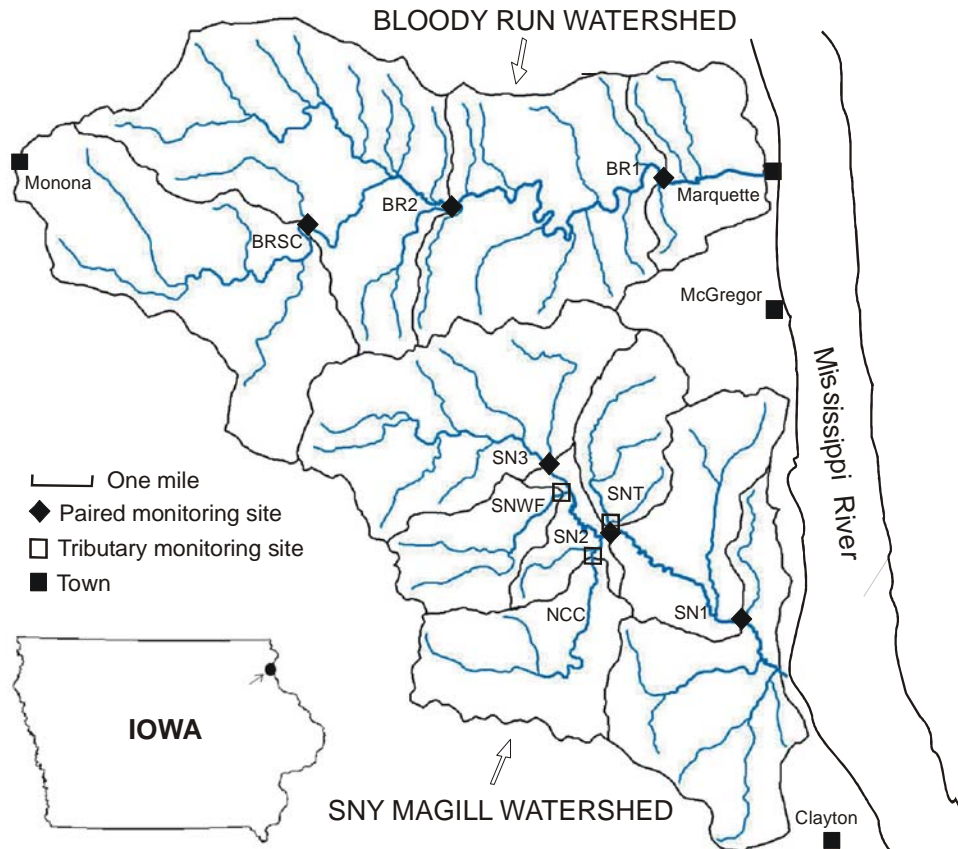 BLOODY RUN WATERSHED
Monona
BR1
BR2
Marquette
BRSC
McGregor
Mississippi River
SN3
One mile
SNWF
SNT
Paired monitoring site
SN2
Tributary monitoring site
Town
NCC
SN1
IOWA
SNY MAGILL WATERSHED
Clayton